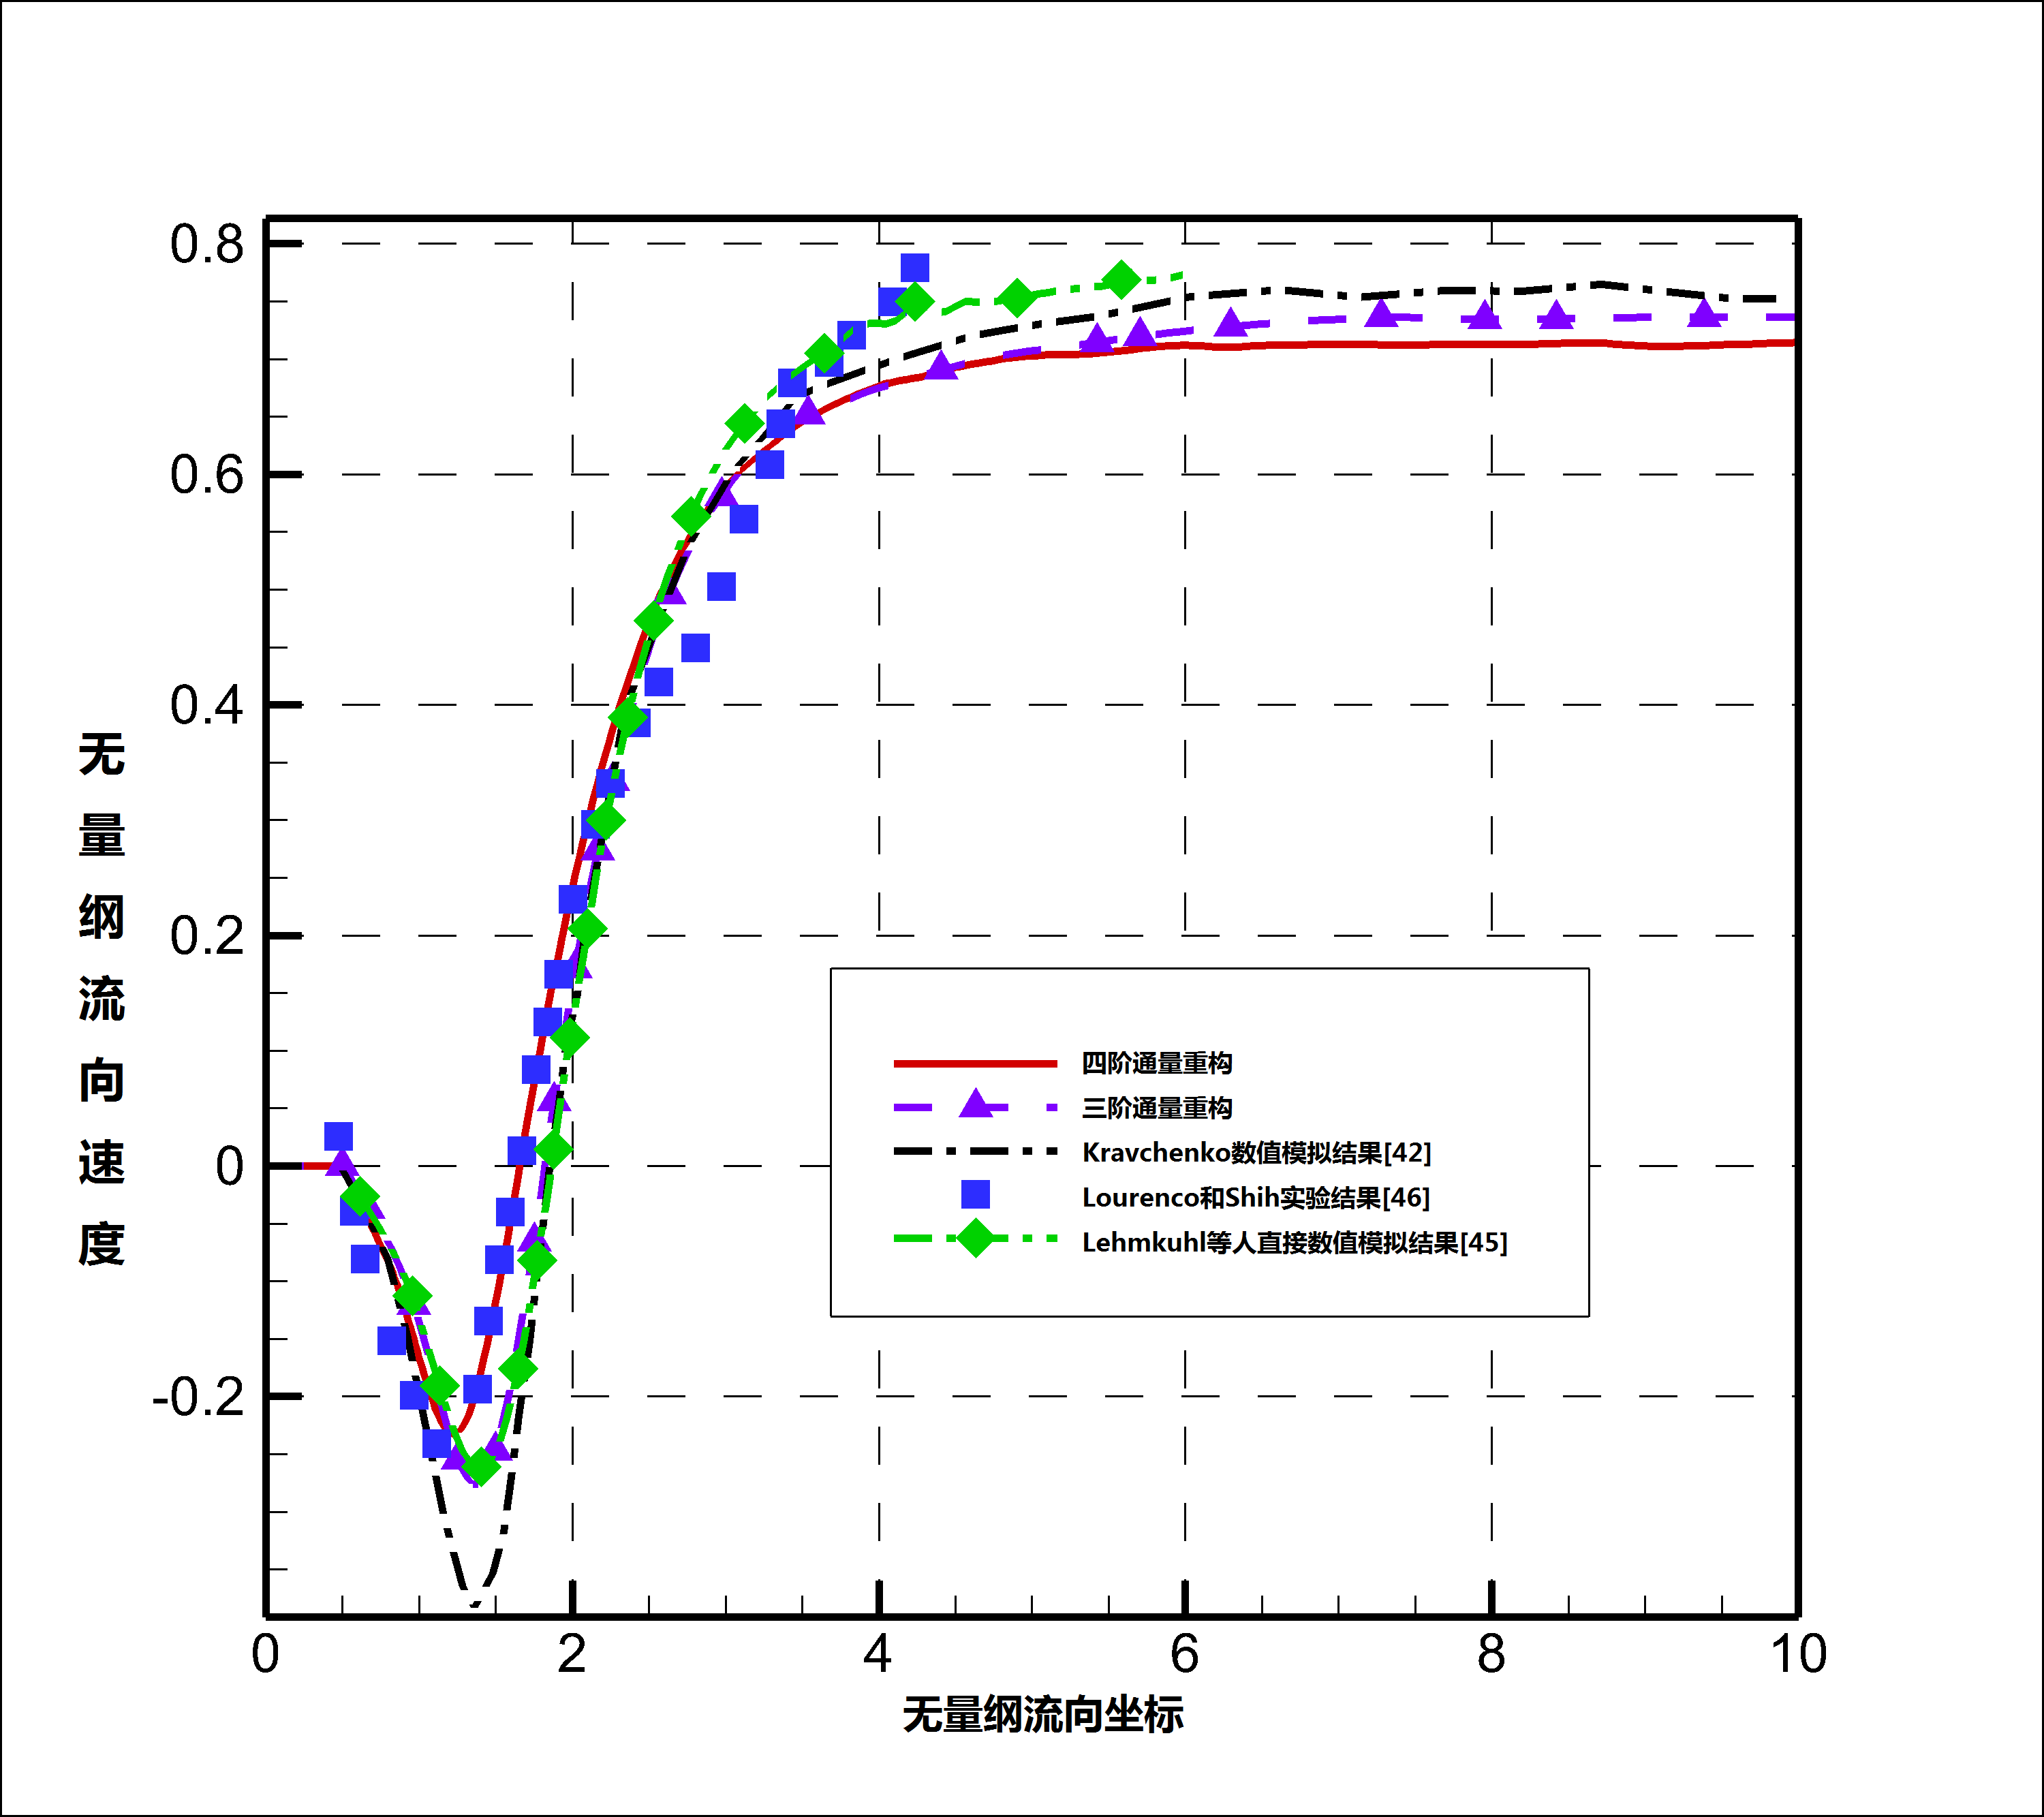 0.8
0.6
0.4
0.2
0
-0.2
无量纲流向速度
四阶通量重构
三阶通量重构
Kravchenko数值模拟结果[42]
Lourenco和Shih实验结果[46]
Lehmkuhl等人直接数值模拟结果[45]
0 2 4 6 8 10
无量纲流向坐标